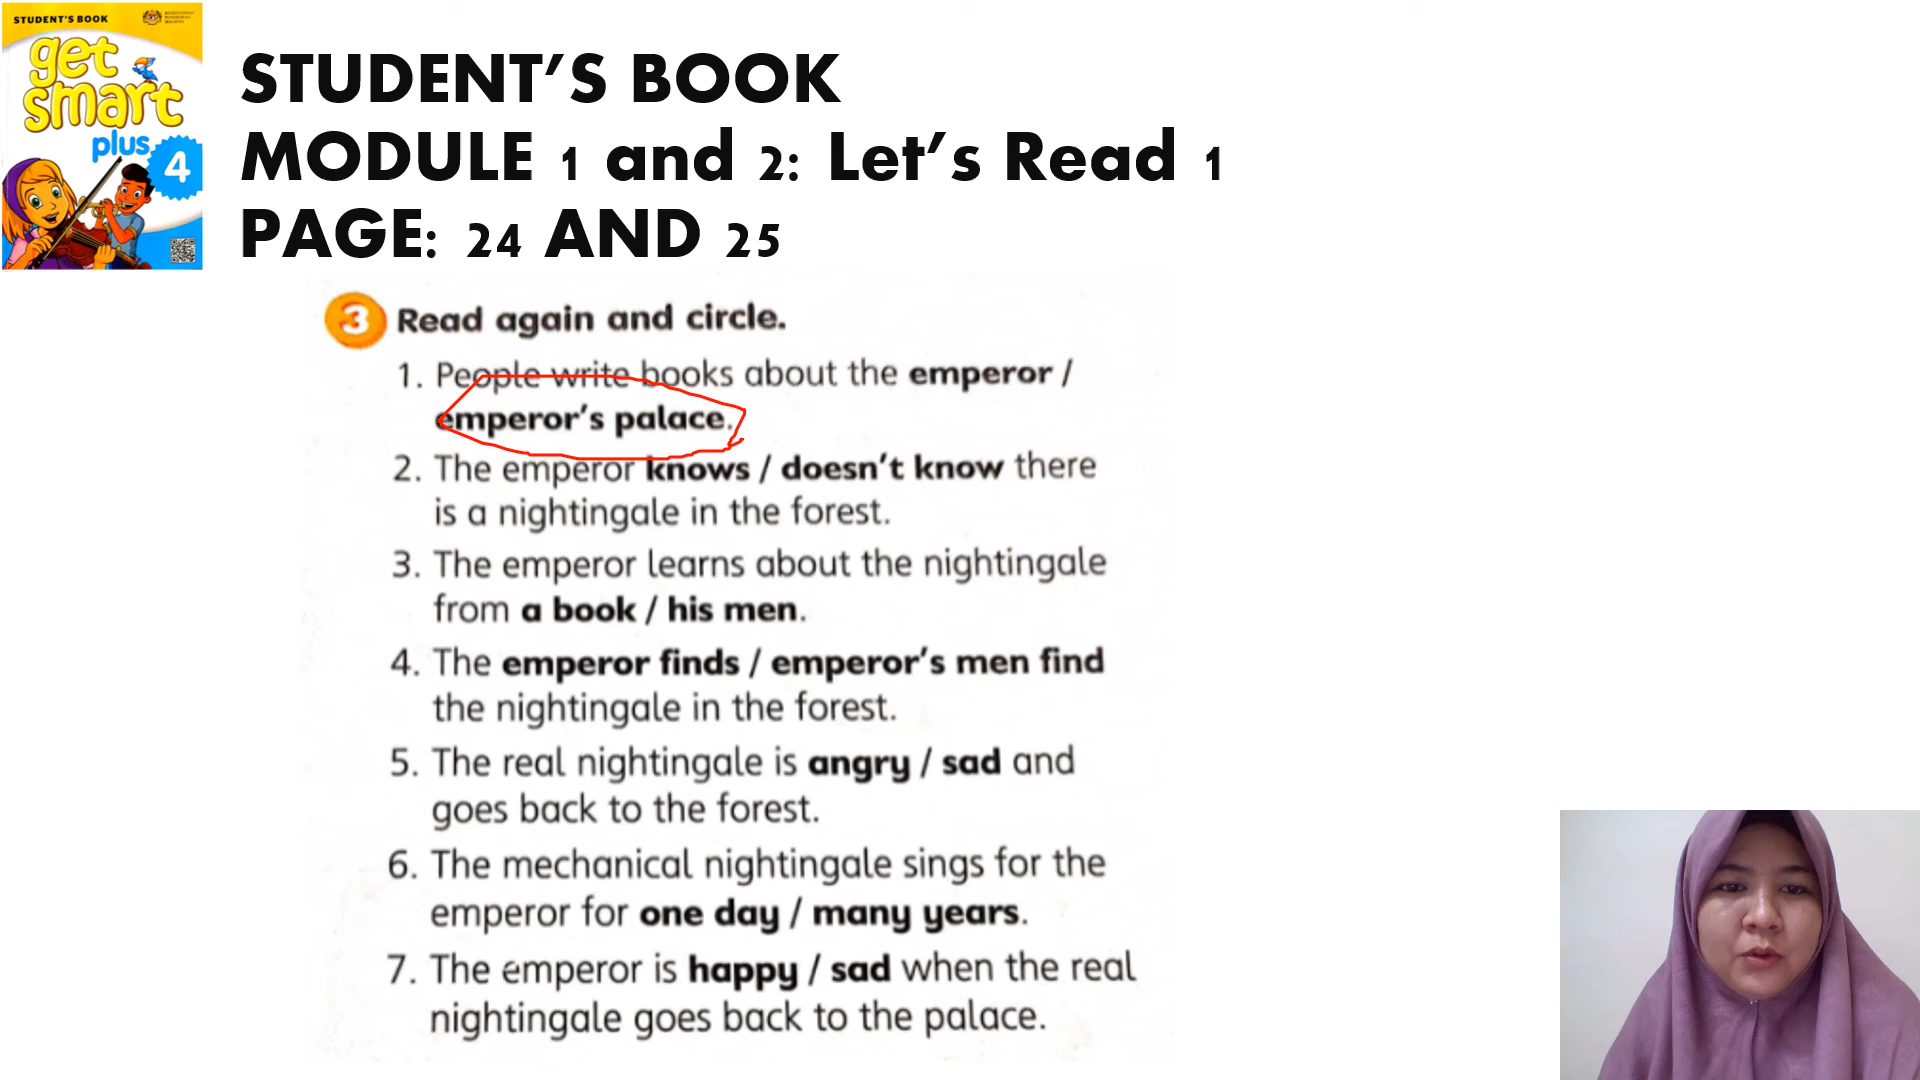 STUDENT'S BOOK
get
smart
plus
4
STUDENT'S BOOK
MODULE 1 and 2: Let's Read 1
PAGE: 24 AND 25
3 Read again and circle.
1. People write books about the emperor /
emperor's palace.
2. The emperor knows / doesn't know there
is a nightingale in the forest.
3. The emperor learns about the nightingale
from a book / his men.
4. The emperor finds / emperor's men find
the nightingale in the forest.
5. The real nightingale is angry / sad and
goes back to the forest.
6. The mechanical nightingale sings for the
emperor for one day / many years.
7. The emperor is happy / sad when the real
nightingale goes back to the palace.